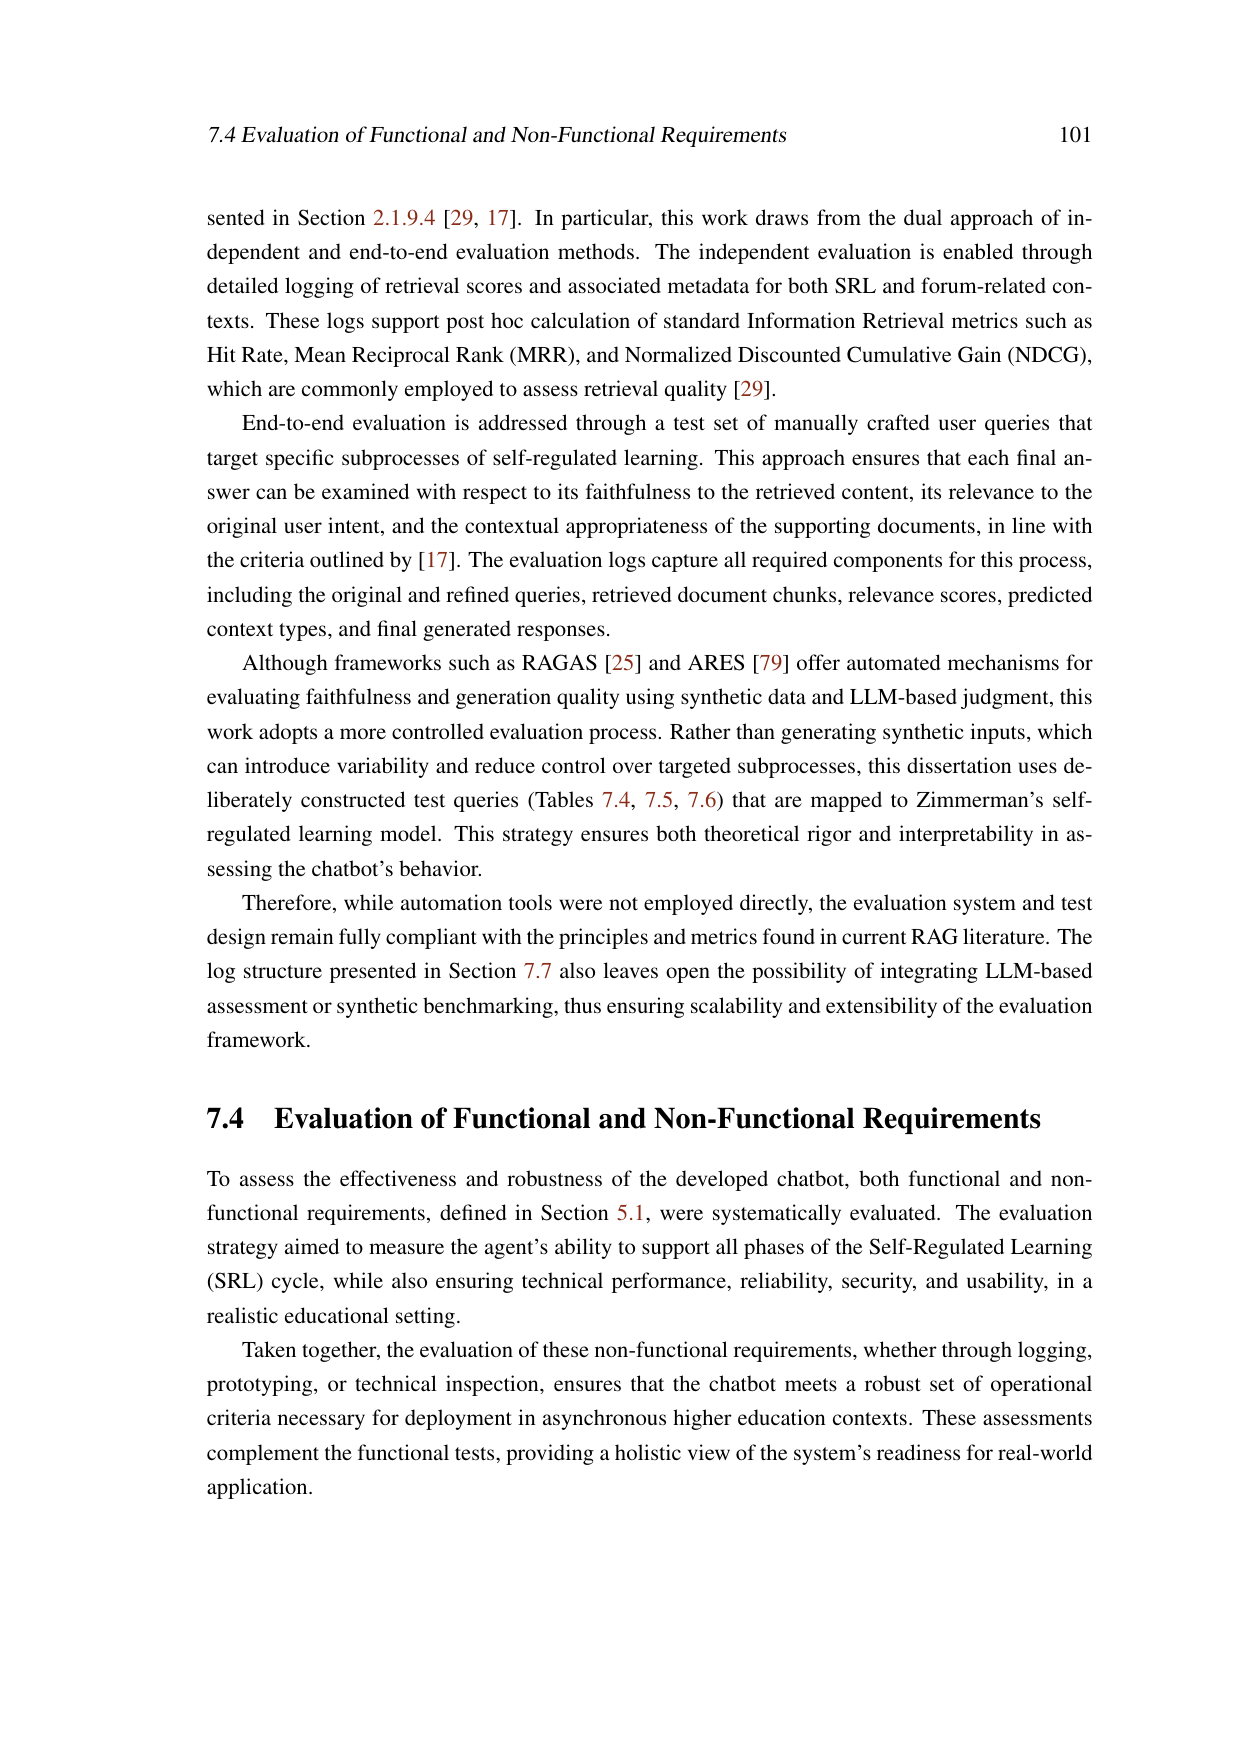 7.4 Evaluation of Functional and Non-Functional Requirements 101
sented in Section 2.1.9.4 [29, 17]. In particular, this work draws from the dual approach of in-
dependent and end-to-end evaluation methods. The independent evaluation is enabled through
detailed logging of retrieval scores and associated metadata for both SRL and forum-related con-
texts. These logs support post hoc calculation of standard Information Retrieval metrics such as
Hit Rate, Mean Reciprocal Rank (MRR), and Normalized Discounted Cumulative Gain (NDCG),
which are commonly employed to assess retrieval quality [29].
End-to-end evaluation is addressed through a test set of manually crafted user queries that
target specific subprocesses of self-regulated learning. This approach ensures that each final an-
swer can be examined with respect to its faithfulness to the retrieved content, its relevance to the
original user intent, and the contextual appropriateness of the supporting documents, in line with
the criteria outlined by [17]. The evaluation logs capture all required components for this process,
including the original and refined queries, retrieved document chunks, relevance scores, predicted
context types, and final generated responses.
Although frameworks such as RAGAS [25] and ARES [79] offer automated mechanisms for
evaluating faithfulness and generation quality using synthetic data and LLM-based judgment, this
work adopts a more controlled evaluation process. Rather than generating synthetic inputs, which
can introduce variability and reduce control over targeted subprocesses, this dissertation uses de-
liberately constructed test queries (Tables 7.4, 7.5, 7.6) that are mapped to Zimmerman's self-
regulated learning model. This strategy ensures both theoretical rigor and interpretability in as-
sessing the chatbot's behavior.
Therefore, while automation tools were not employed directly, the evaluation system and test
design remain fully compliant with the principles and metrics found in current RAG literature. The
log structure presented in Section 7.7 also leaves open the possibility of integrating LLM-based
assessment or synthetic benchmarking, thus ensuring scalability and extensibility of the evaluation
framework.
7.4 Evaluation of Functional and Non-Functional Requirements
To assess the effectiveness and robustness of the developed chatbot, both functional and non-
functional requirements, defined in Section 5.1, were systematically evaluated. The evaluation
strategy aimed to measure the agent's ability to support all phases of the Self-Regulated Learning
(SRL) cycle, while also ensuring technical performance, reliability, security, and usability, in a
realistic educational setting.
Taken together, the evaluation of these non-functional requirements, whether through logging,
prototyping, or technical inspection, ensures that the chatbot meets a robust set of operational
criteria necessary for deployment in asynchronous higher education contexts. These assessments
complement the functional tests, providing a holistic view of the system's readiness for real-world
application.